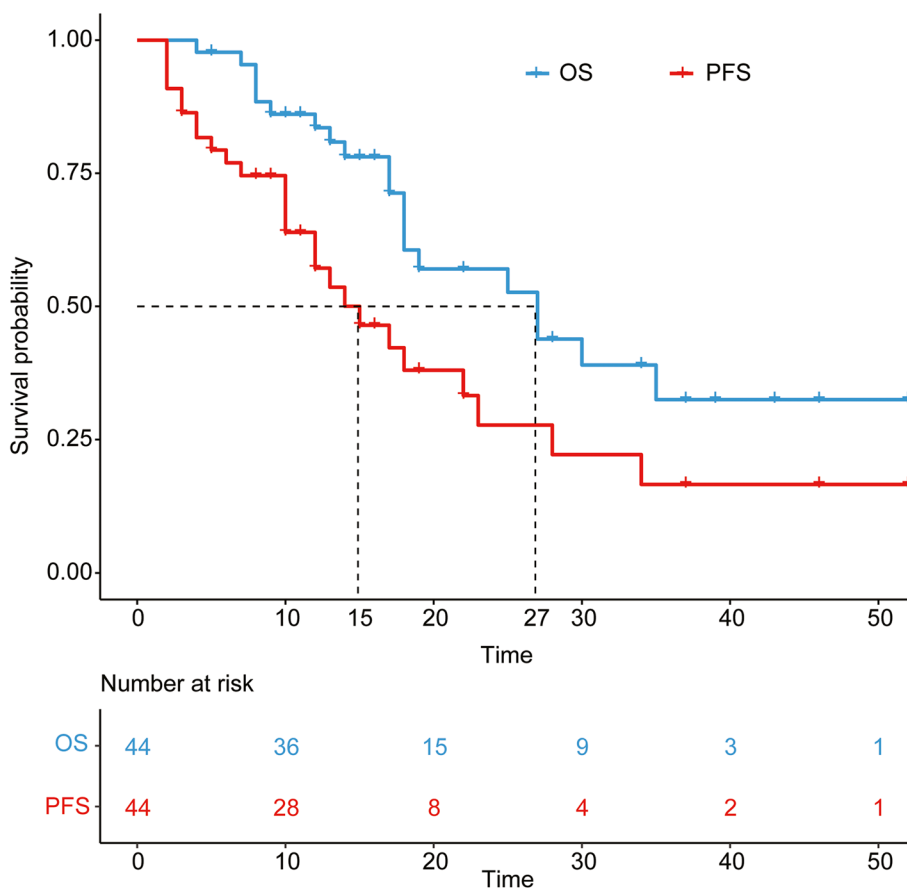 1.00
0.75
0.50
0.25
0.00
Survival probability
OS PFS
0 10 15 20 27 30 40 50
Time
Number at risk
OS 44 36 15 9 3 1
PFS 44 28 8 4 2 1
0 10 20 30 40 50
Time